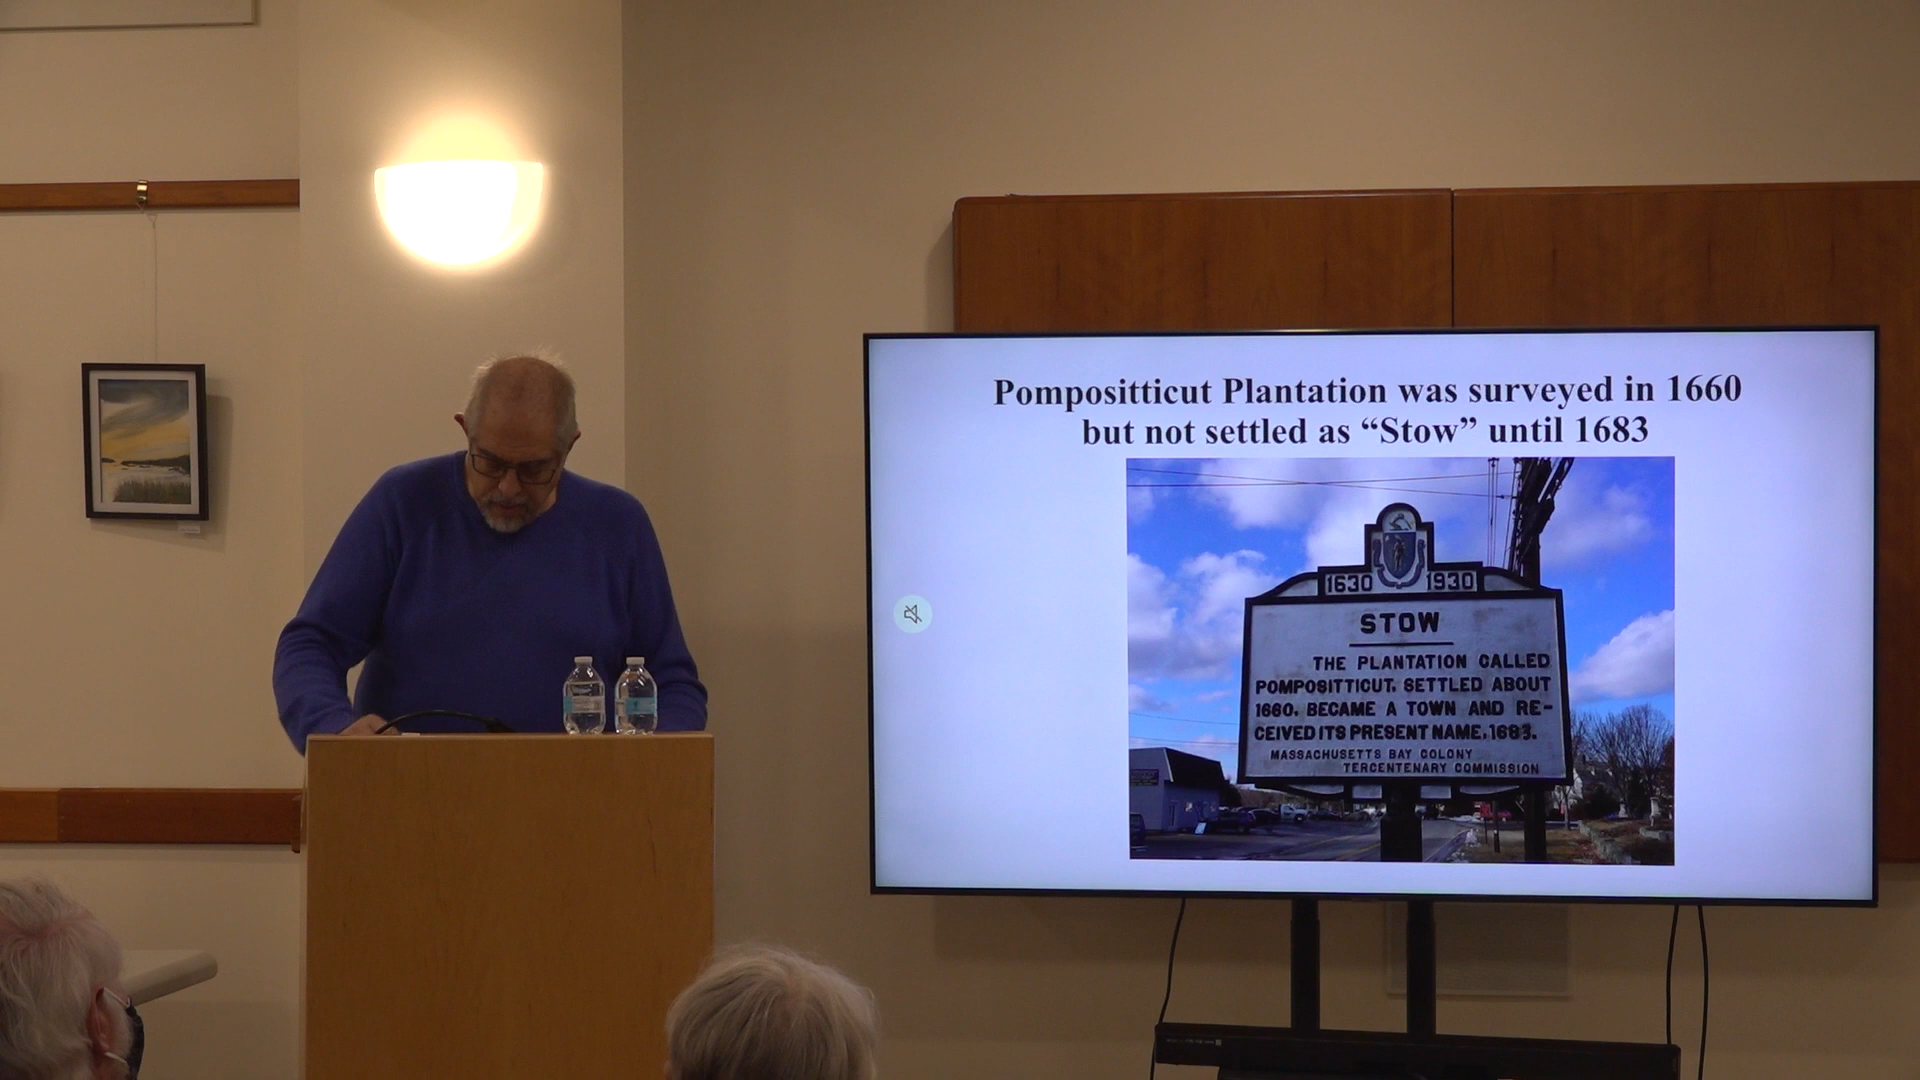 Pompositticut Plantation was surveyed in 1660
but not settled as “Stow” until 1683
1630 1930
STOW
THE PLANTATION CALLED
POMPOSITTICUT, SETTLED ABOUT
1660, BECAME A TOWN AND RE-
CEIVED ITS PRESENT NAME, 1683.
MASSACHUSETTS BAY COLONY
TERCENTENARY COMMISSION